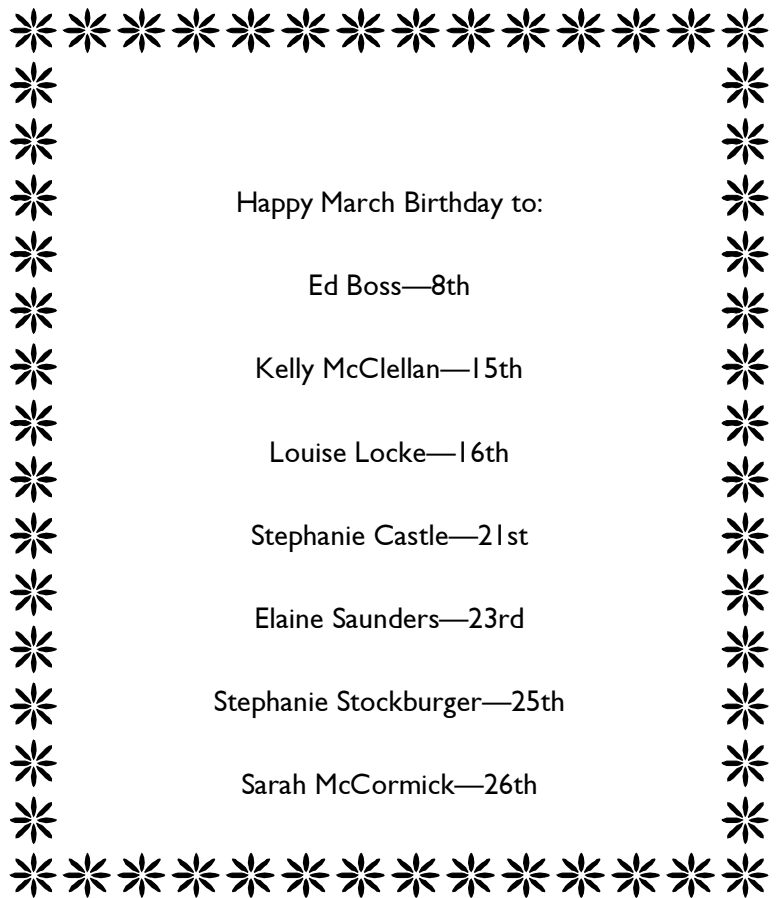 Happy March Birthday to:
Ed Boss—8th
Kelly McClellan—15th
Louise Locke—16th
Stephanie Castle—21st
Elaine Saunders—23rd
Stephanie Stockburger—25th
Sarah McCormick—26th